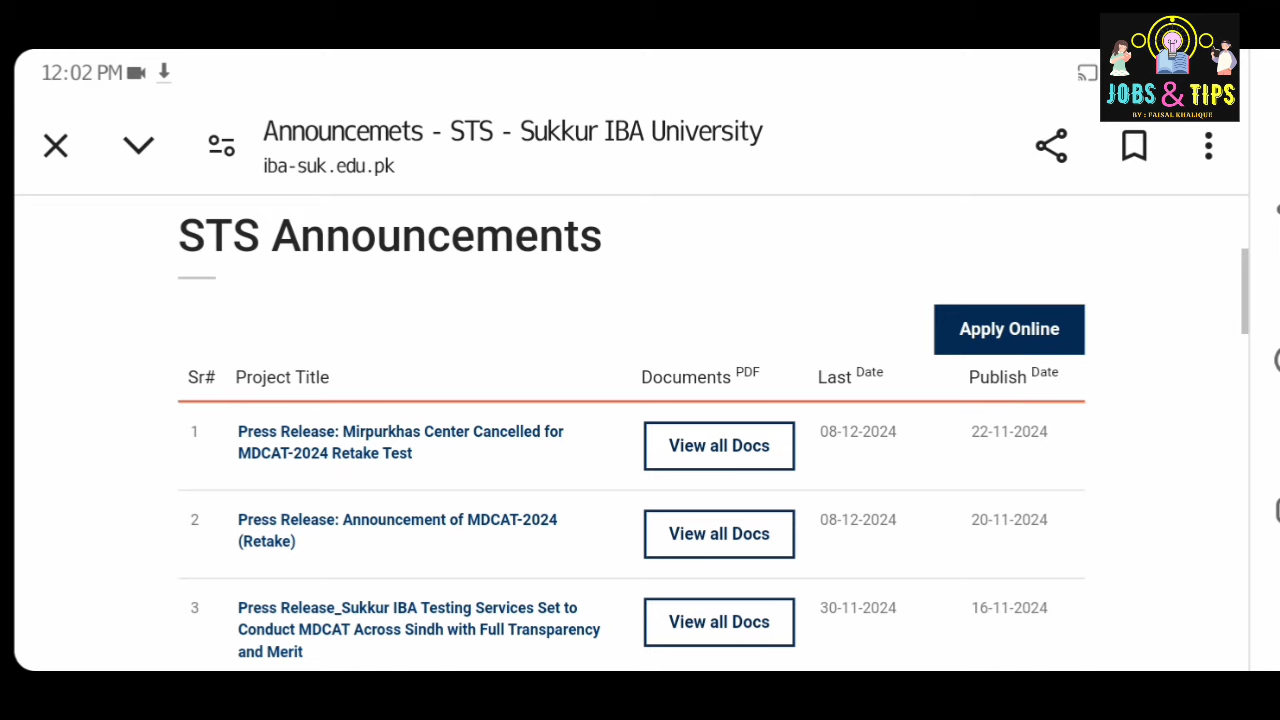 12:02 PM
JOBS & TIPS
BY : FAISAL KHALIQUE
Announcemets - STS - Sukkur IBA University
iba-suk.edu.pk
STS Announcements
Apply Online
Sr# Project Title Documents PDF Last Date Publish Date
1 Press Release: Mirpurkhas Center Cancelled for MDCAT-2024 Retake Test View all Docs 08-12-2024 22-11-2024
2 Press Release: Announcement of MDCAT-2024 (Retake) View all Docs 08-12-2024 20-11-2024
3 Press Release_Sukkur IBA Testing Services Set to Conduct MDCAT Across Sindh with Full Transparency and Merit View all Docs 30-11-2024 16-11-2024